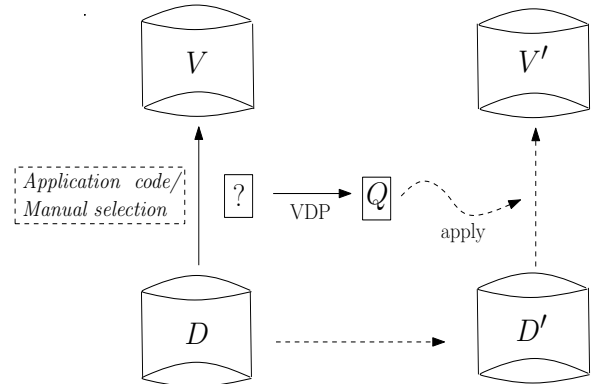 V
V′
Application code/
Manual selection
?
VDP
Q
apply
D
D′